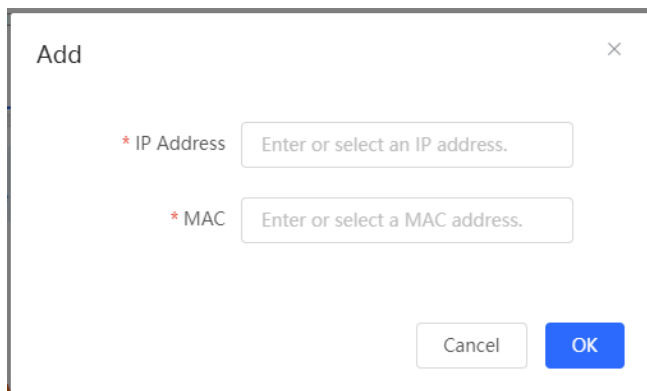 Add
* IP Address Enter or select an IP address.
* MAC Enter or select a MAC address.
Cancel OK